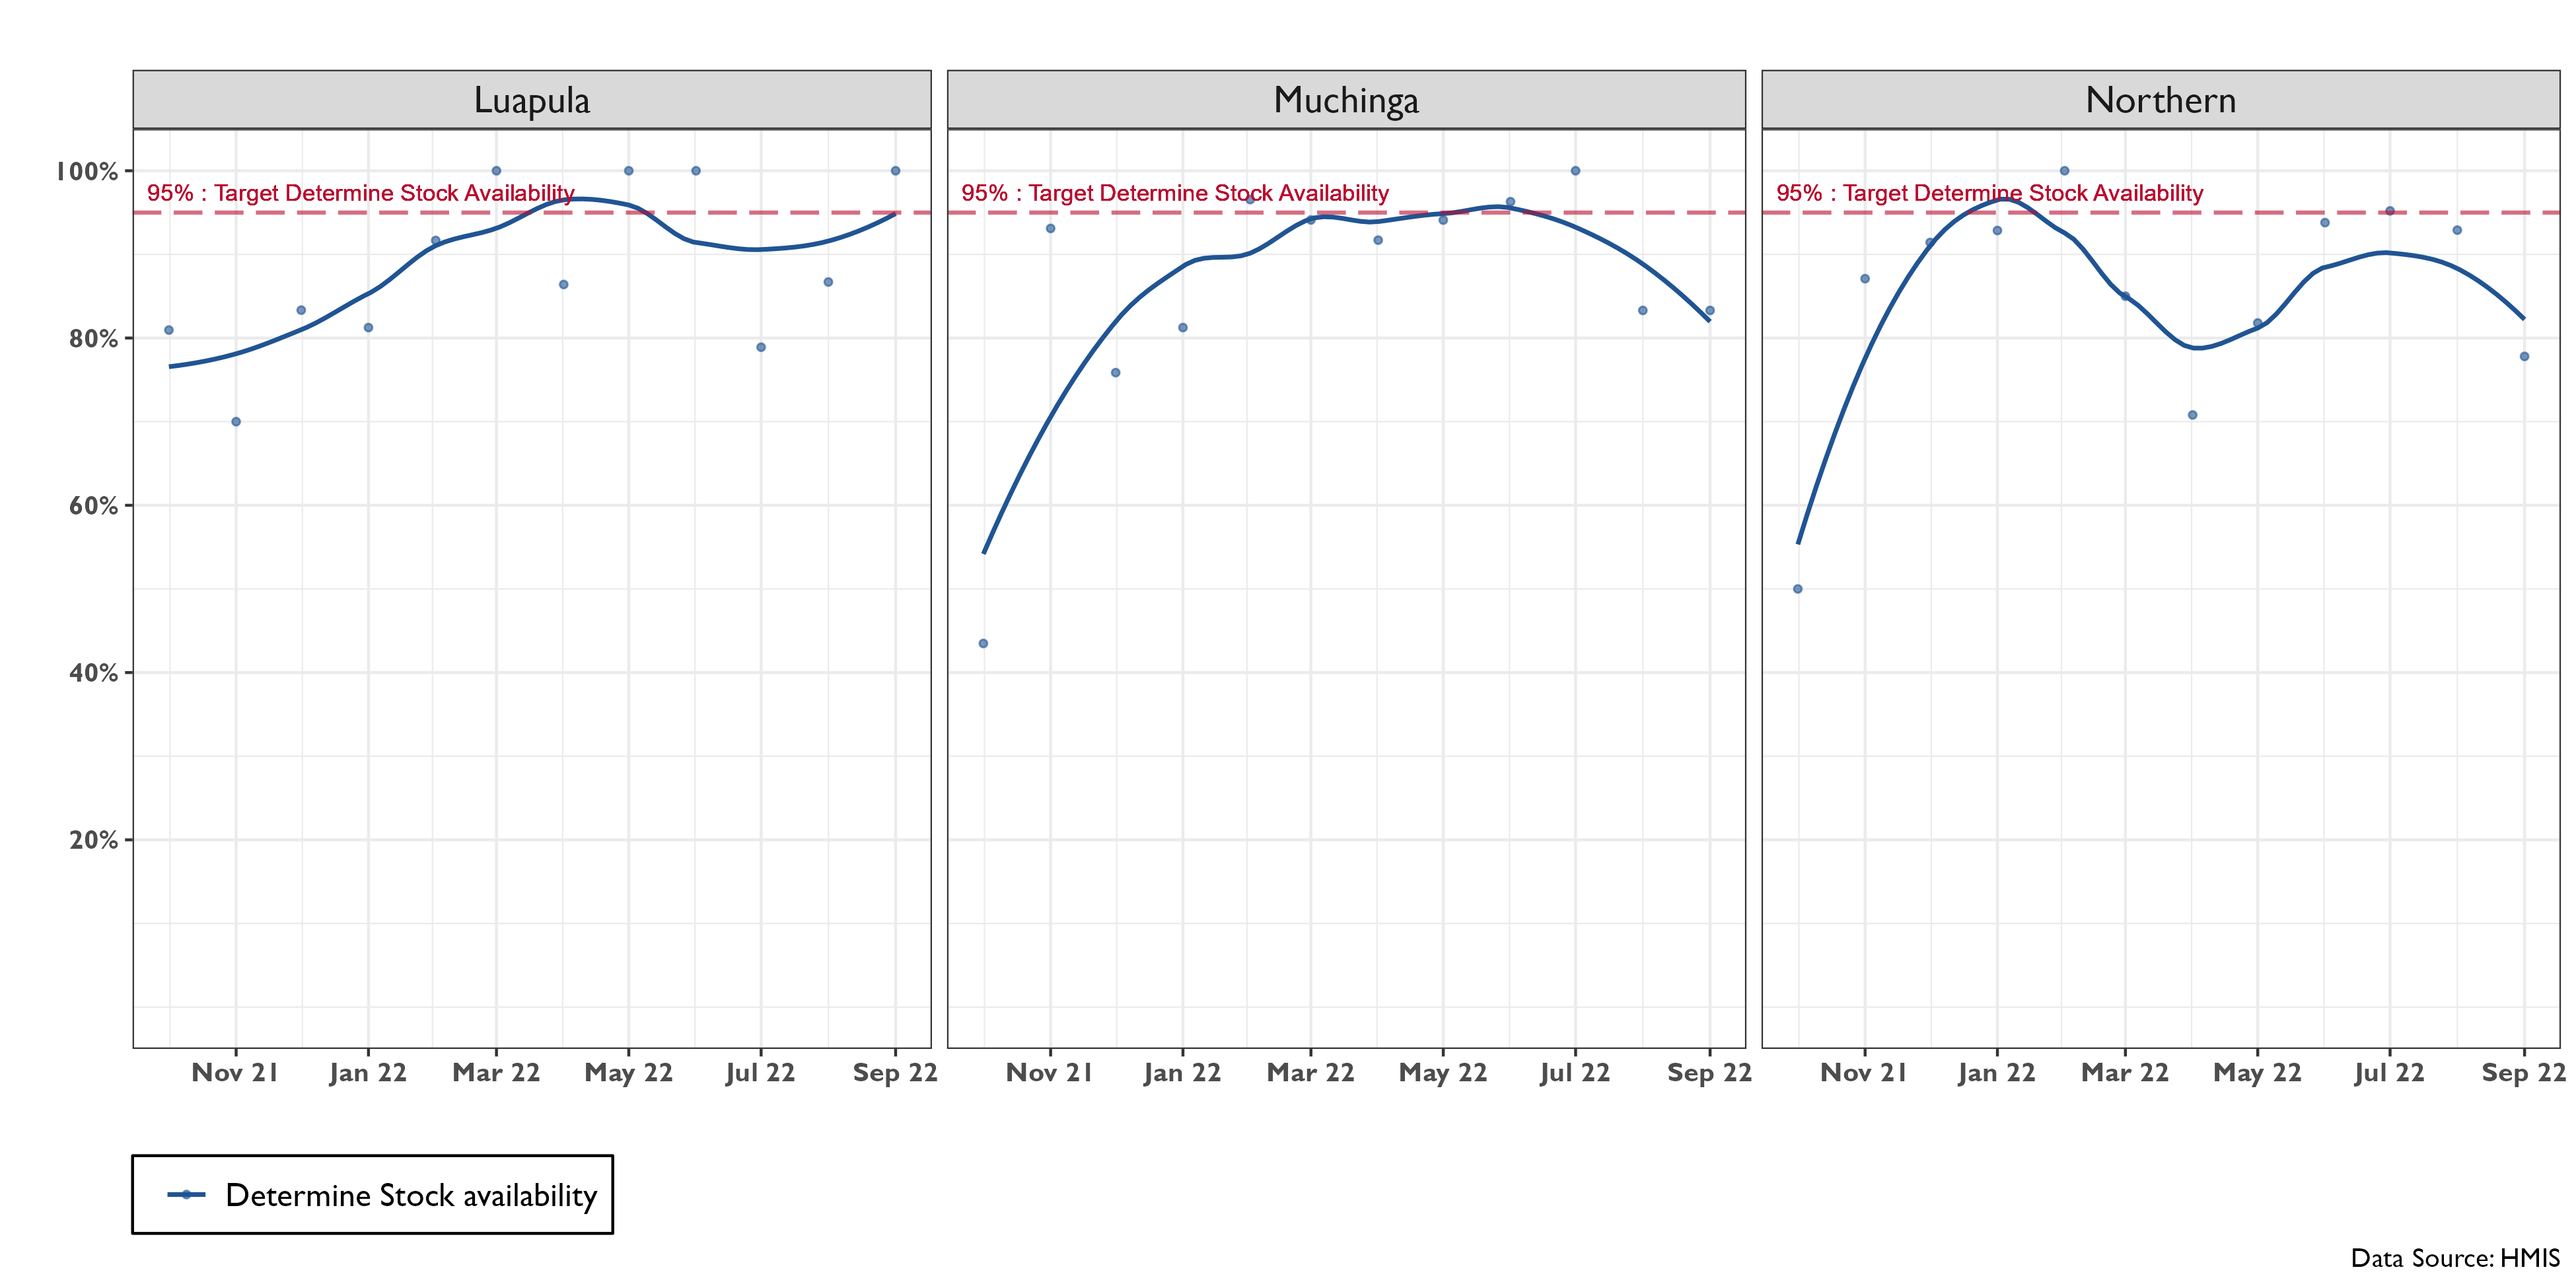 Luapula Muchinga Northern
100%
95% : Target Determine Stock Availability 95% : Target Determine Stock Availability 95% : Target Determine Stock Availability
80%
60%
40%
20%
Nov 21 Jan 22 Mar 22 May 22 Jul 22 Sep 22 Nov 21 Jan 22 Mar 22 May 22 Jul 22 Sep 22 Nov 21 Jan 22 Mar 22 May 22 Jul 22 Sep 22
Determine Stock availability
Data Source: HMIS